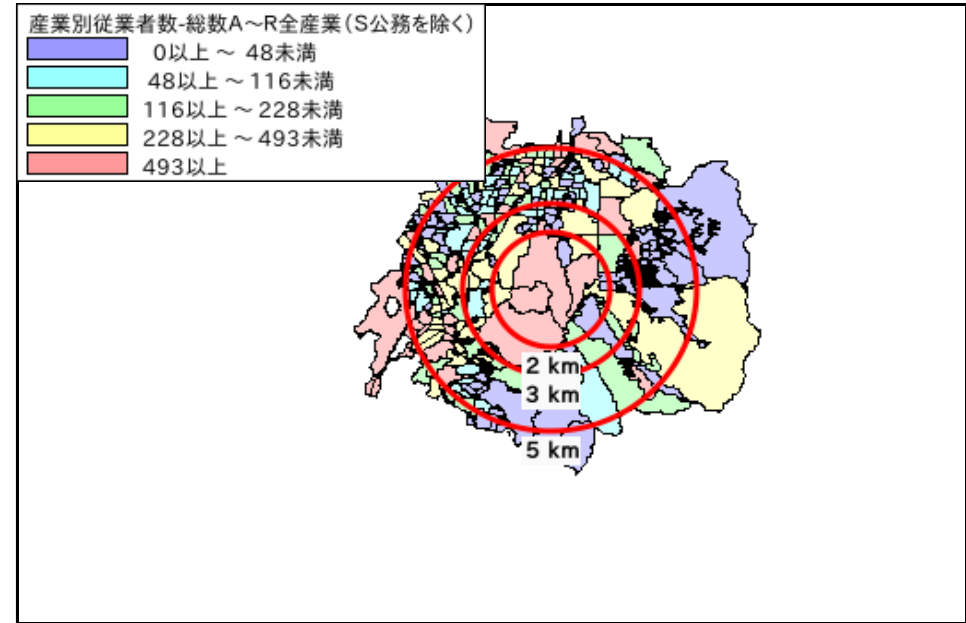 産業別従業者数-総数A～R全産業(S公務を除く)
0以上 ～ 48未満
48以上 ～ 116未満
116以上 ～ 228未満
228以上 ～ 493未満
493以上
2 km
3 km
5 km